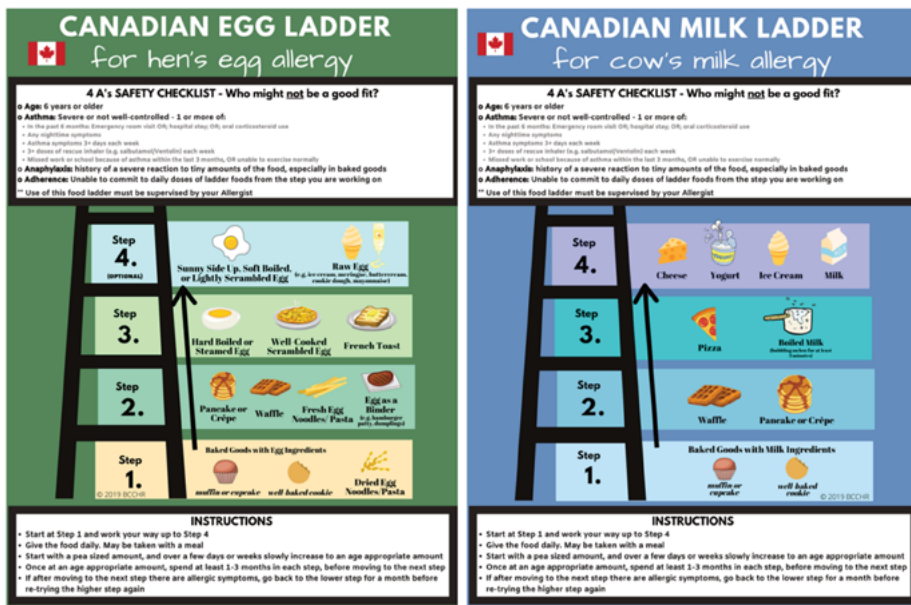 CANADIAN EGG LADDER
for hen's egg allergy
4 A's SAFETY CHECKLIST - Who might not be a good fit?
o Age: 6 years or older
o Asthma: Severe or not well-controlled - 1 or more of:
• In the past 6 months: Emergency room visit OR; hospital stay; OR; oral corticosteroid use
• Any nighttime symptoms
• Asthma symptoms 3+ days each week
• 3+ doses of rescue inhaler (e.g. salbutamol/Ventolin) each week
• Missed work or school because of asthma within the last 3 months, OR unable to exercise normally
o Anaphylaxis: history of a severe reaction to tiny amounts of the food, especially in baked goods
o Adherence: Unable to commit to daily doses of ladder foods from the step you are working on
** Use of this food ladder must be supervised by your Allergist
Step
4.
(OPTIONAL)
Sunny Side Up, Soft Boiled,
or Lightly Scrambled Egg
Raw Egg
(e.g. ice cream, meringue, buttercream,
cookie dough, mayonnaise)
Step
3.
Hard Boiled or
Steamed Egg
Well-Cooked
Scrambled Egg
French Toast
Step
2.
Pancake or
Crêpe
Waffle
Fresh Egg
Noodles/Pasta
Egg as a
Binder
(e.g. hamburger
patty, dumplings)
Step
1.
Baked Goods with Egg Ingredients
muffin or cupcake
well-baked cookie
Dried Egg
Noodles/Pasta
© 2019 BCCHR
INSTRUCTIONS
• Start at Step 1 and work your way up to Step 4
• Give the food daily. May be taken with a meal
• Start with a pea sized amount, and over a few days or weeks slowly increase to an age appropriate amount
• Once at an age appropriate amount, spend at least 1-3 months in each step, before moving to the next step
• If after moving to the next step there are allergic symptoms, go back to the lower step for a month before
re-trying the higher step again
CANADIAN MILK LADDER
for cow's milk allergy
4 A's SAFETY CHECKLIST - Who might not be a good fit?
o Age: 6 years or older
o Asthma: Severe or not well-controlled - 1 or more of:
• In the past 6 months: Emergency room visit OR; hospital stay; OR; oral corticosteroid use
• Any nighttime symptoms
• Asthma symptoms 3+ days each week
• 3+ doses of rescue inhaler (e.g. salbutamol/Ventolin) each week
• Missed work or school because of asthma within the last 3 months, OR unable to exercise normally
o Anaphylaxis: history of a severe reaction to tiny amounts of the food, especially in baked goods
o Adherence: Unable to commit to daily doses of ladder foods from the step you are working on
** Use of this food ladder must be supervised by your Allergist
Step
4.
Cheese
Yogurt
Ice Cream
Milk
Step
3.
Pizza
Boiled Milk
(bubbling on low for at least
Step
2.
Waffle
Pancake or Crêpe
Step
1.
Baked Goods with Milk Ingredients
muffin or
cupcake
well-baked
cookie
© 2019 BCCHR
INSTRUCTIONS
• Start at Step 1 and work your way up to Step 4
• Give the food daily. May be taken with a meal
• Start with a pea sized amount, and over a few days or weeks slowly increase to an age appropriate amount
• Once at an age appropriate amount, spend at least 1-3 months in each step, before moving to the next step
• If after moving to the next step there are allergic symptoms, go back to the lower step for a month before
re-trying the higher step again